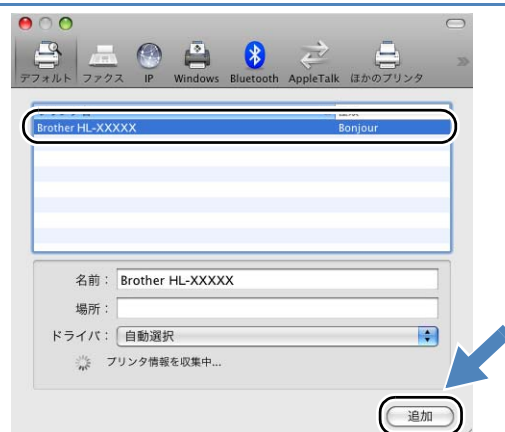 デフォルト ファクス IP Windows Bluetooth AppleTalk ほかのプリンタ
Brother HL-XXXXX Bonjour
名前： Brother HL-XXXXX
場所：
ドライバ： 自動選択
プリンタ情報を収集中...
追加